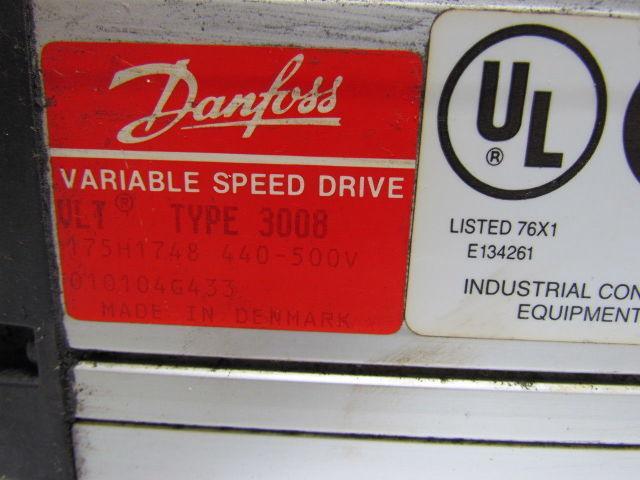 Danfoss
VARIABLE SPEED DRIVE
VLT® TYPE 3008
175H1748 440-500V
010104G433
MADE IN DENMARK
UL
®
LISTED 76X1
E134261
INDUSTRIAL CON
EQUIPMENT